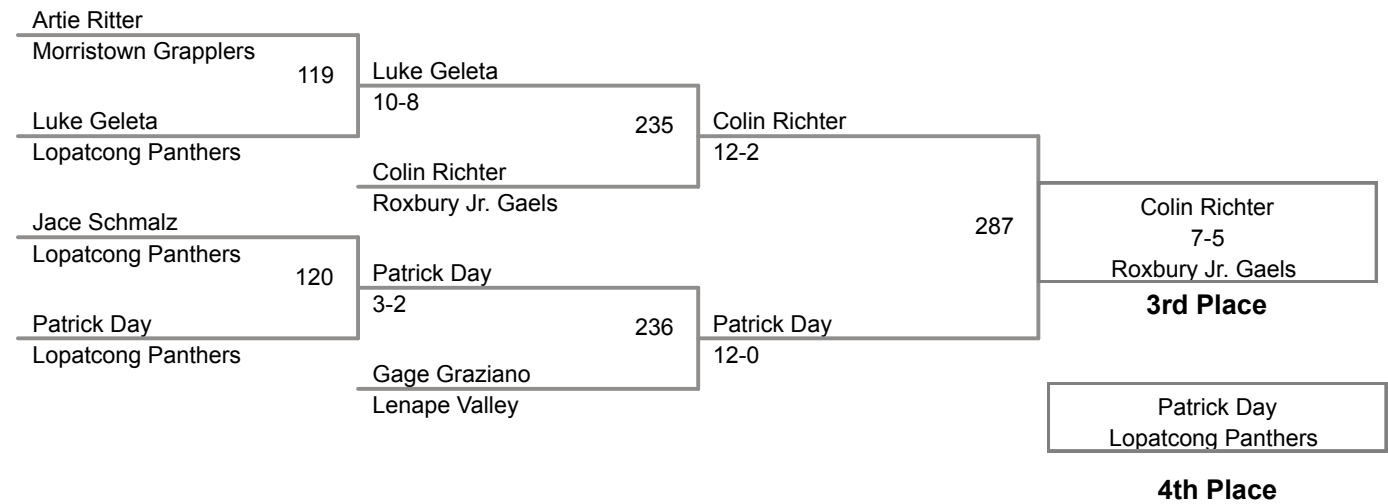 Artie Ritter
Morristown Grapplers
119
Luke Geleta
10-8
Luke Geleta
Lopatcong Panthers
235
Colin Richter
12-2
Colin Richter
Roxbury Jr. Gaels
Jace Schmalz
Lopatcong Panthers
120
Patrick Day
3-2
Patrick Day
Lopatcong Panthers
236
Patrick Day
12-0
Gage Graziano
Lenape Valley
287
Colin Richter
7-5
Roxbury Jr. Gaels
3rd Place
Patrick Day
Lopatcong Panthers
4th Place